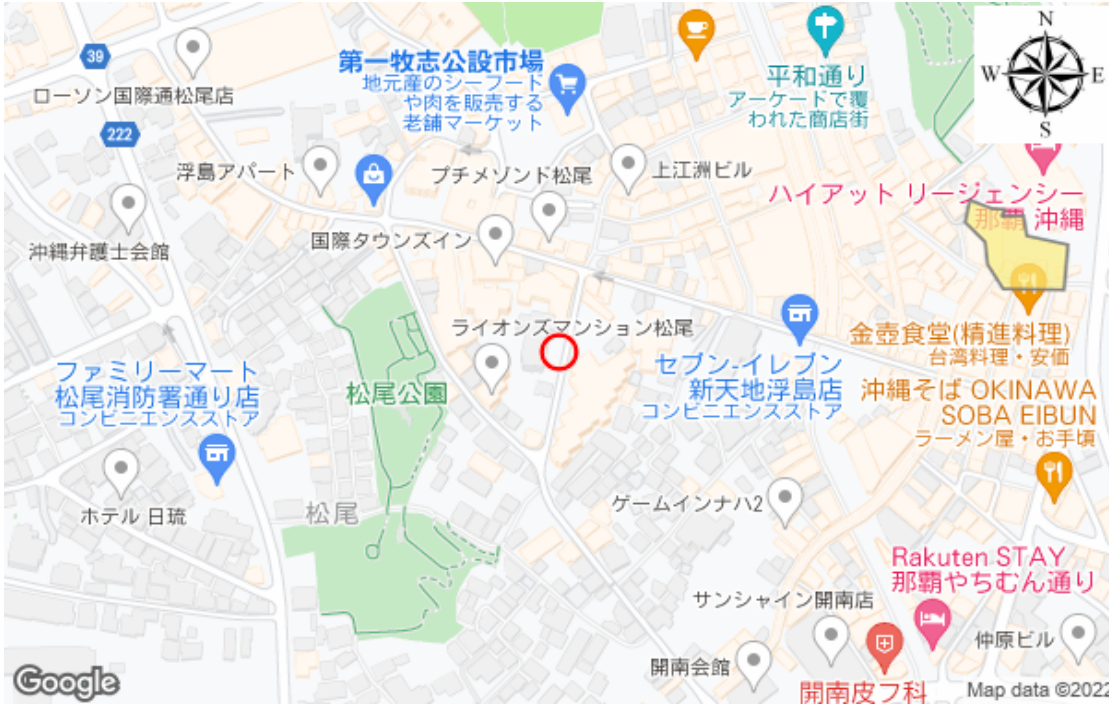 N
W
E
S
39
第一牧志公設市場
地元産のシーフード
や肉を販売する
老舗マーケット
平和通り
アーケードで覆
われた商店街
ローソン国際通松尾店
222
浮島アパート
プチメゾンド松尾
上江洲ビル
ハイアット リージェンシー
那覇 沖縄
沖縄弁護士会館
国際タウンズイン
ライオンズマンション松尾
金壺食堂(精進料理)
台湾料理・安価
セブン-イレブン
新天地浮島店
コンビニエンスストア
ファミリーマート
松尾消防署通り店
コンビニエンスストア
松尾公園
沖縄そば OKINAWA
SOBA EIBUN
ラーメン屋・お手頃
ホテル 日琉
松尾
ゲームインナハ2
Rakuten STAY
那覇やちむん通り
サンシャイン開南店
仲原ビル
開南会館
開南皮フ科
Google
Map data ©2022